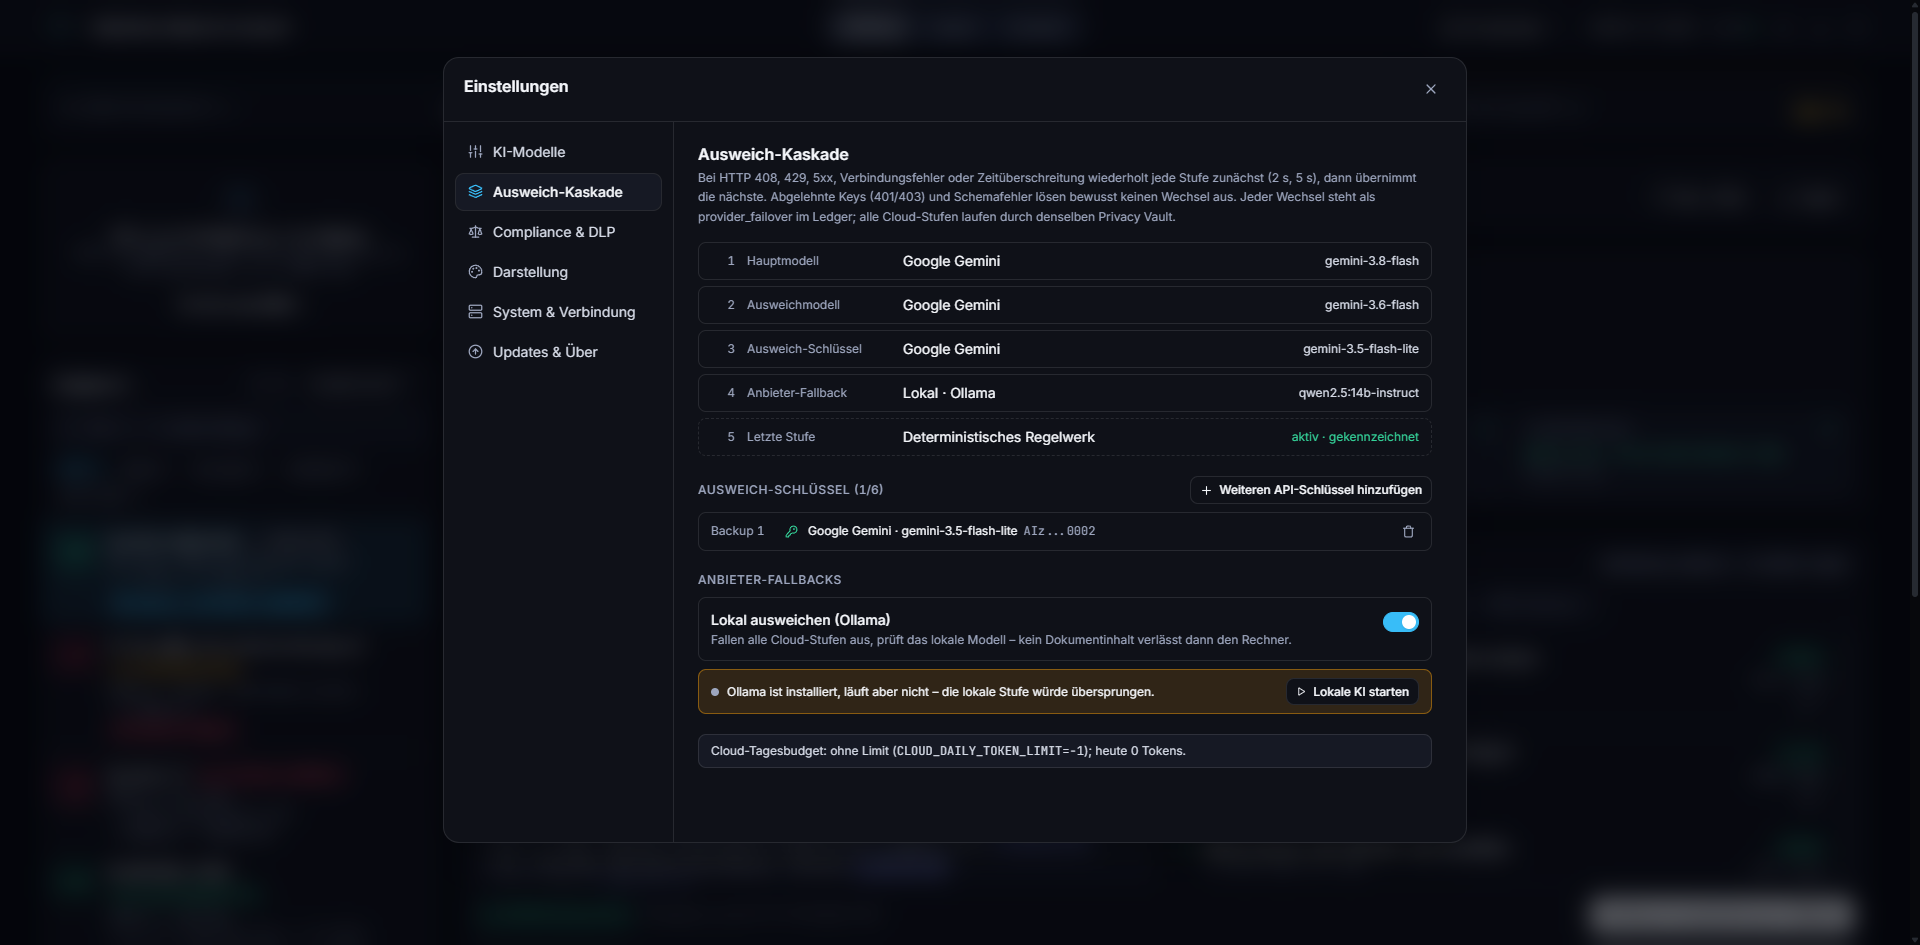 Einstellungen
KI-Modelle
Ausweich-Kaskade
Compliance & DLP
Darstellung
System & Verbindung
Updates & Über
Ausweich-Kaskade
Bei HTTP 408, 429, 5xx, Verbindungsfehler oder Zeitüberschreitung wiederholt jede Stufe zunächst (2 s, 5 s), dann übernimmt
die nächste. Abgelehnte Keys (401/403) und Schemafehler lösen bewusst keinen Wechsel aus. Jeder Wechsel steht als
provider_failover im Ledger; alle Cloud-Stufen laufen durch denselben Privacy Vault.
1 Hauptmodell Google Gemini gemini-3.8-flash
2 Ausweichmodell Google Gemini gemini-3.6-flash
3 Ausweich-Schlüssel Google Gemini gemini-3.5-flash-lite
4 Anbieter-Fallback Lokal · Ollama qwen2.5:14b-instruct
5 Letzte Stufe Deterministisches Regelwerk aktiv · gekennzeichnet
AUSWEICH-SCHLÜSSEL (1/6) + Weiteren API-Schlüssel hinzufügen
Backup 1 Google Gemini · gemini-3.5-flash-lite AIz...0002
ANBIETER-FALLBACKS
Lokal ausweichen (Ollama)
Fallen alle Cloud-Stufen aus, prüft das lokale Modell – kein Dokumentinhalt verlässt dann den Rechner.
Ollama ist installiert, läuft aber nicht – die lokale Stufe würde übersprungen. Lokale KI starten
Cloud-Tagesbudget: ohne Limit (CLOUD_DAILY_TOKEN_LIMIT=-1); heute 0 Tokens.